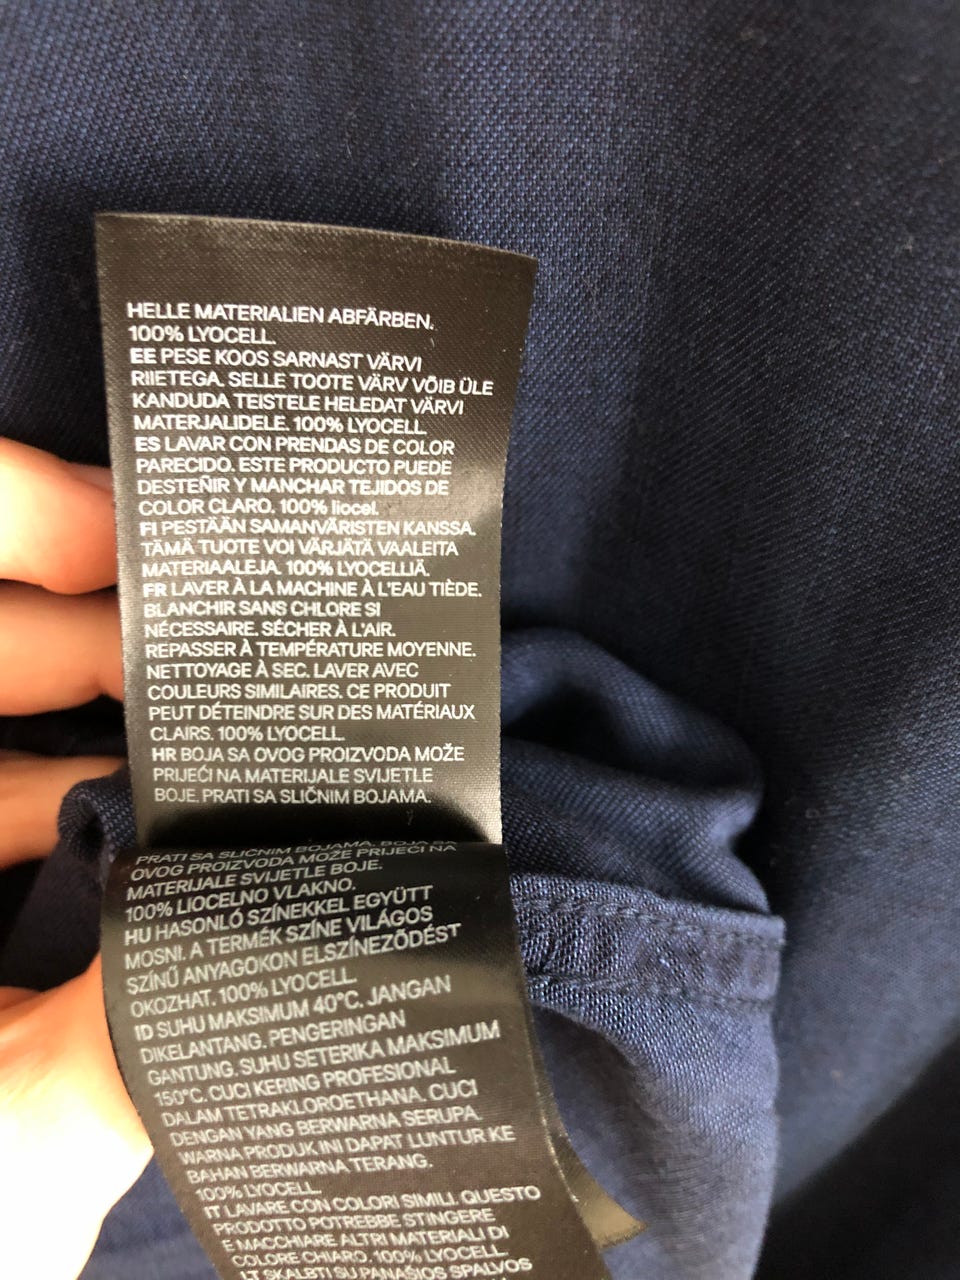 HELLE MATERIALIEN ABFÄRBEN.
100% LYOCELL.
EE PESE KOOS SARNAST VÄRVI
RIIETEGA. SELLE TOOTE VÄRV VÕIB ÜLE
KANDUDA TEISTELE HELEDAT VÄRVI
MATERJALIDELE. 100% LYOCELL.
ES LAVAR CON PRENDAS DE COLOR
PARECIDO. ESTE PRODUCTO PUEDE
DESTEÑIR Y MANCHAR TEJIDOS DE
COLOR CLARO. 100% liocel.
FI PESTÄÄN SAMANVÄRISTEN KANSSA.
TÄMÄ TUOTE VOI VÄRJÄTÄ VAALEITA
MATERIAALEJA. 100% LYOCELLIÄ.
FR LAVER À LA MACHINE À L'EAU TIÈDE.
BLANCHIR SANS CHLORE SI
NÉCESSAIRE. SÉCHER À L'AIR.
REPASSER À TEMPÉRATURE MOYENNE.
NETTOYAGE À SEC. LAVER AVEC
COULEURS SIMILAIRES. CE PRODUIT
PEUT DÉTEINDRE SUR DES MATÉRIAUX
CLAIRS. 100% LYOCELL.
HR BOJA SA OVOG PROIZVODA MOŽE
PRIJEĆI NA MATERIJALE SVIJETLE
BOJE. PRATI SA SLIČNIM BOJAMA.
PRATI SA SLIČNIM BOJAMA. BOJA SA
OVOG PROIZVODA MOŽE PRIJEĆI NA
MATERIJALE SVIJETLE BOJE.
100% LIOCELNO VLAKNO.
HU HASONLÓ SZÍNEKKEL EGYÜTT
MOSNI. A TERMÉK SZÍNE VILÁGOS
SZÍNŰ ANYAGOKON ELSZÍNEZŐDÉST
OKOZHAT. 100% LYOCELL.
ID SUHU MAKSIMUM 40°C. JANGAN
DIKELANTANG. PENGERINGAN
GANTUNG. SUHU SETERIKA MAKSIMUM
150°C. CUCI KERING PROFESIONAL
DALAM TETRAKLOROETHANA. CUCI
DENGAN YANG BERWARNA SERUPA.
WARNA PRODUK INI DAPAT LUNTUR KE
BAHAN BERWARNA TERANG.
100% LYOCELL.
IT LAVARE CON COLORI SIMILI. QUESTO
PRODOTTO POTREBBE STINGERE
E MACCHIARE ALTRI MATERIALI DI
COLORE CHIARO. 100% LYOCELL.
LT SKALBTI SU PANAŠIOS SPALVOS